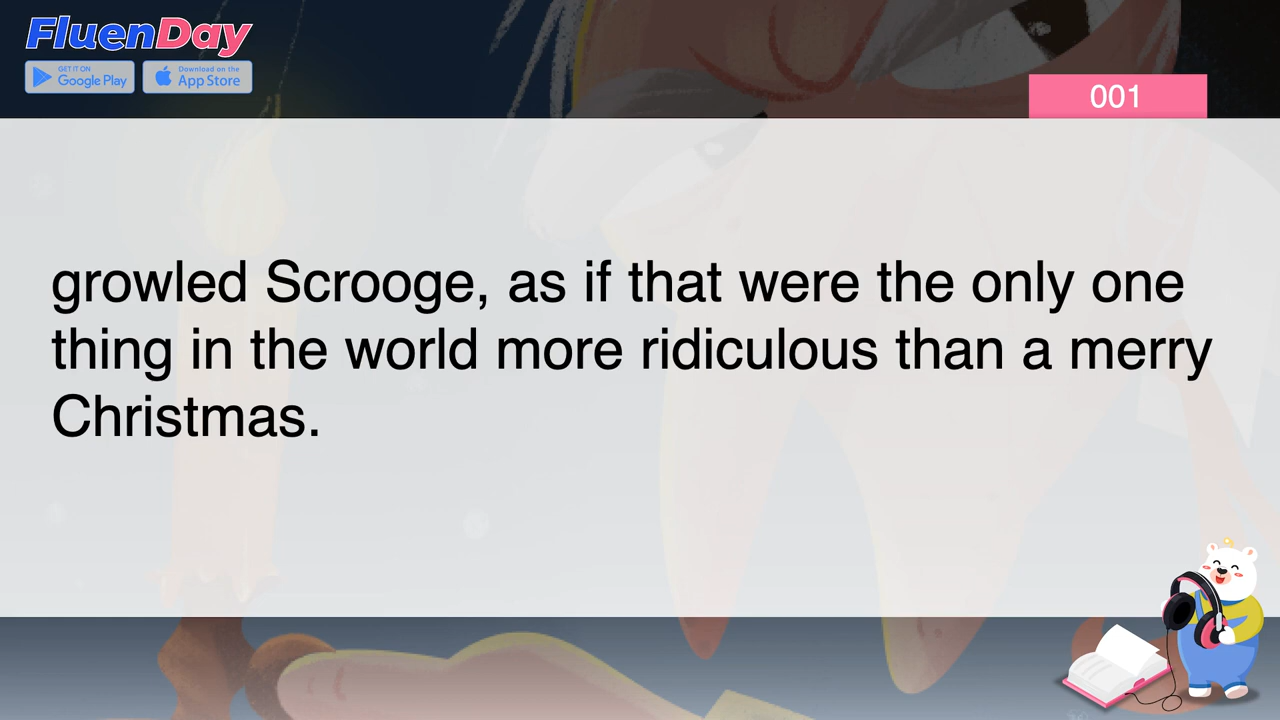 FluenDay
GET IT ON
Google Play
Download on the
App Store
001
growled Scrooge, as if that were the only one
thing in the world more ridiculous than a merry
Christmas.